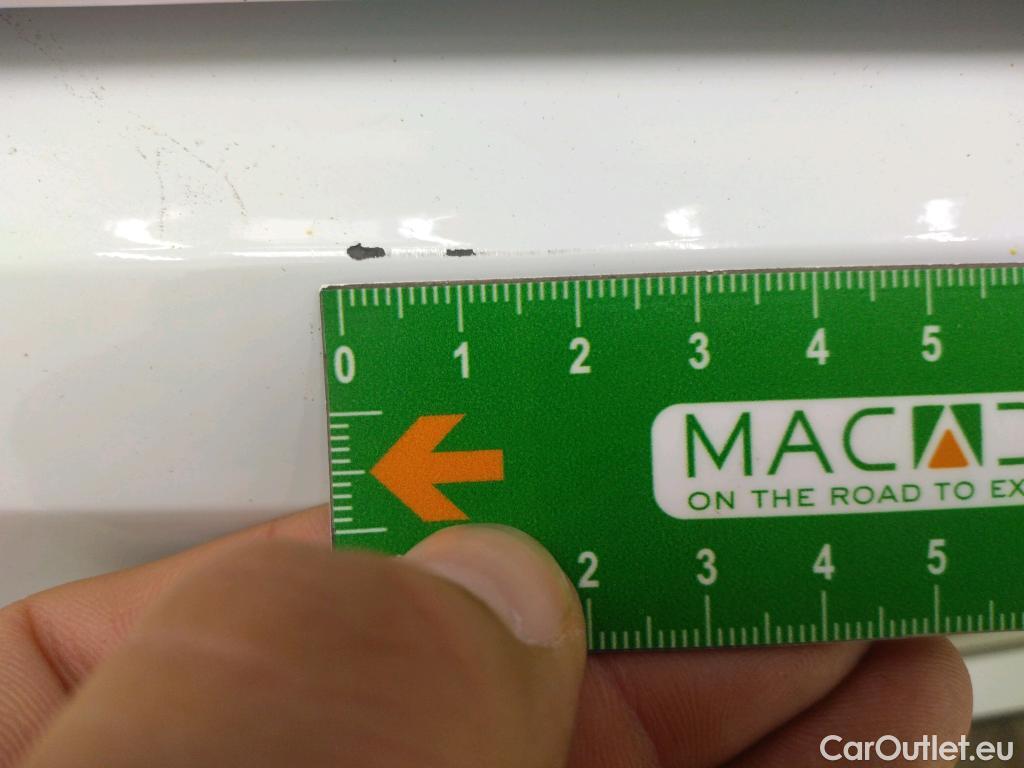 0 1 2 3 4 5
MAC
ON THE ROAD TO EX
2 3 4 5
CarOutlet.eu